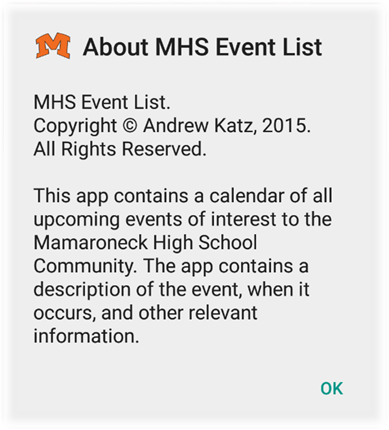 M About MHS Event List
MHS Event List.
Copyright © Andrew Katz, 2015.
All Rights Reserved.
This app contains a calendar of all
upcoming events of interest to the
Mamaroneck High School
Community. The app contains a
description of the event, when it
occurs, and other relevant
information.
OK